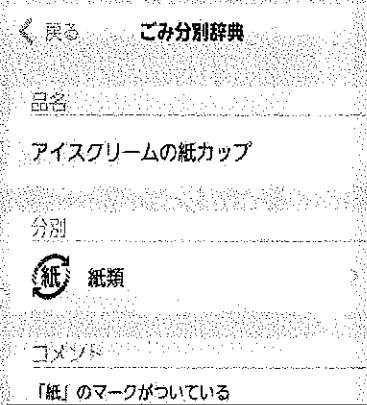 戻る ごみ分別辞典
品名
アイスクリームの紙カップ
分別
紙 紙類
コメント
「紙」のマークがついている